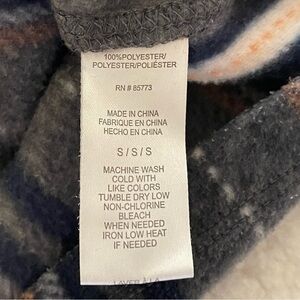 100%POLYESTER/
POLYESTER/POLIÉSTER
RN # 85773
MADE IN CHINA
FABRIQUE EN CHINA
HECHO EN CHINA
S / S / S
MACHINE WASH
COLD WITH
LIKE COLORS
TUMBLE DRY LOW
NON-CHLORINE
BLEACH
WHEN NEEDED
IRON LOW HEAT
IF NEEDED